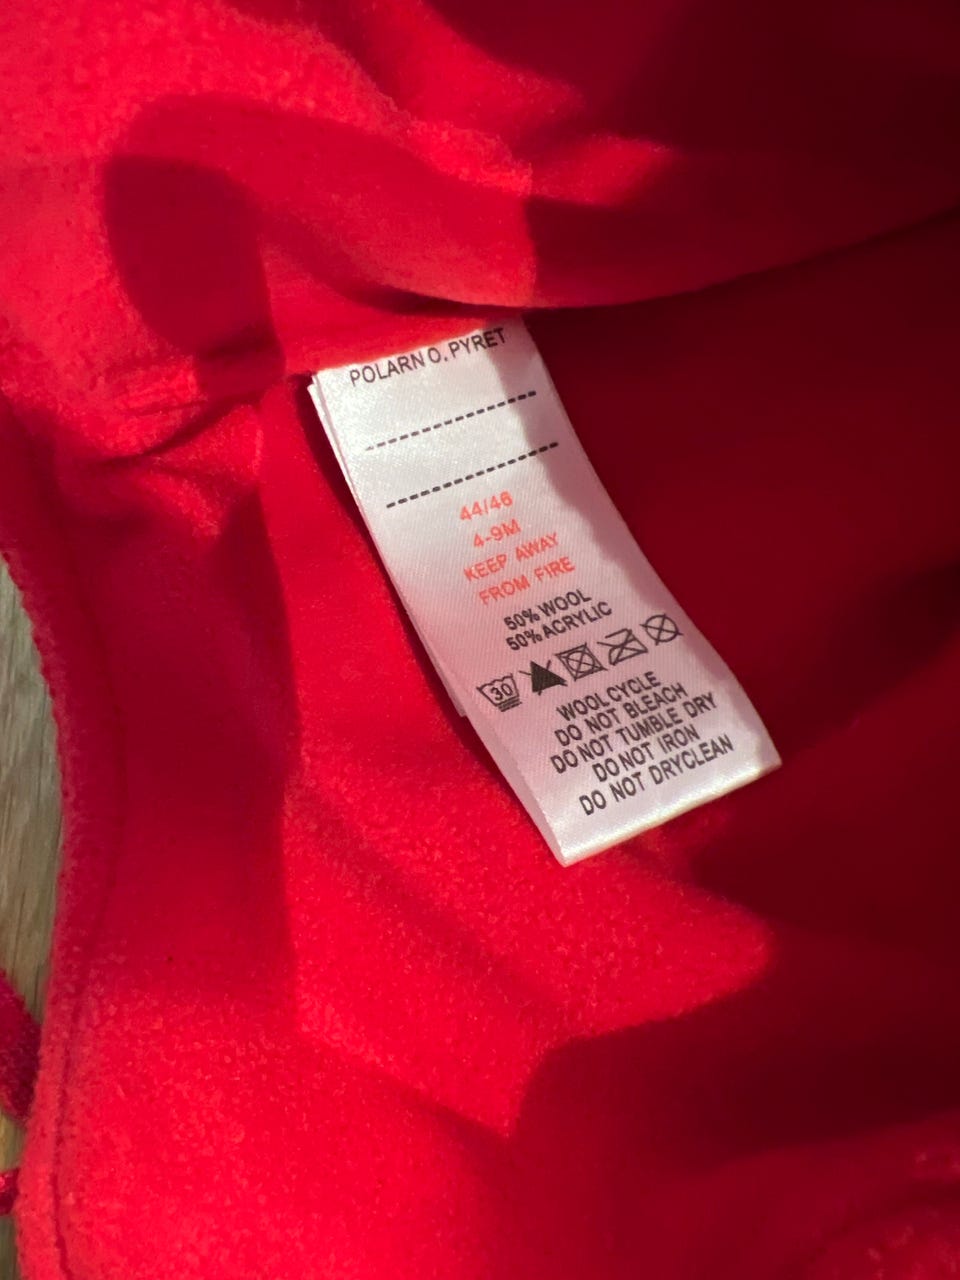 POLARN O. PYRET
44/46
4-9M
KEEP AWAY
FROM FIRE
50% WOOL
50% ACRYLIC
30
WOOL CYCLE
DO NOT BLEACH
DO NOT TUMBLE DRY
DO NOT IRON
DO NOT DRYCLEAN